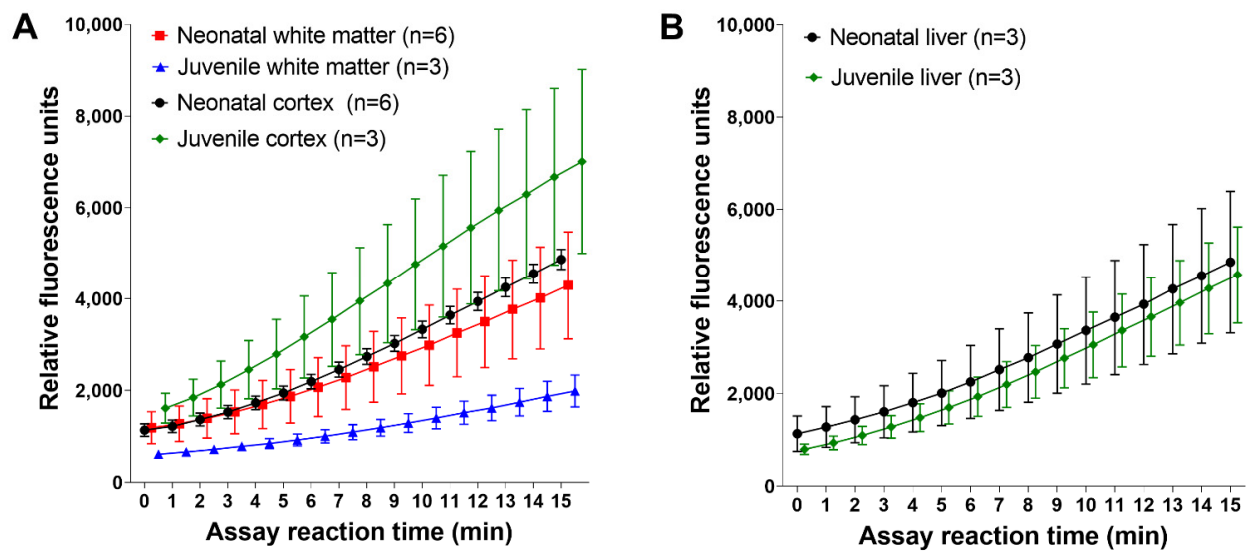 A
Neonatal white matter (n=6)
Juvenile white matter (n=3)
Neonatal cortex (n=6)
Juvenile cortex (n=3)
Relative fluorescence units
10,000
8,000
6,000
4,000
2,000
0
0 1 2 3 4 5 6 7 8 9 10 11 12 13 14 15
Assay reaction time (min)
B
Neonatal liver (n=3)
Juvenile liver (n=3)
Relative fluorescence units
10,000
8,000
6,000
4,000
2,000
0
0 1 2 3 4 5 6 7 8 9 10 11 12 13 14 15
Assay reaction time (min)